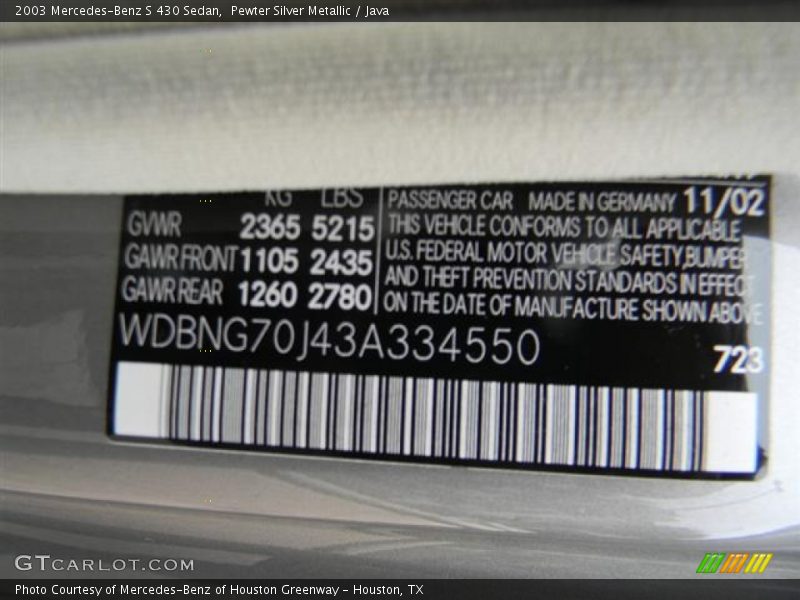 2003 Mercedes-Benz S 430 Sedan,  Pewter Silver Metallic / Java
KG LBS
GVWR 2365 5215
GAWR FRONT 1105 2435
GAWR REAR 1260 2780
PASSENGER CAR MADE IN GERMANY 11/02
THIS VEHICLE CONFORMS TO ALL APPLICABLE
U.S. FEDERAL MOTOR VEHICLE SAFETY, BUMPER
AND THEFT PREVENTION STANDARDS IN EFFECT
ON THE DATE OF MANUFACTURE SHOWN ABOVE
WDBNG70J43A334550
723
GTCARLOT.COM
Photo Courtesy of Mercedes-Benz of Houston Greenway - Houston, TX